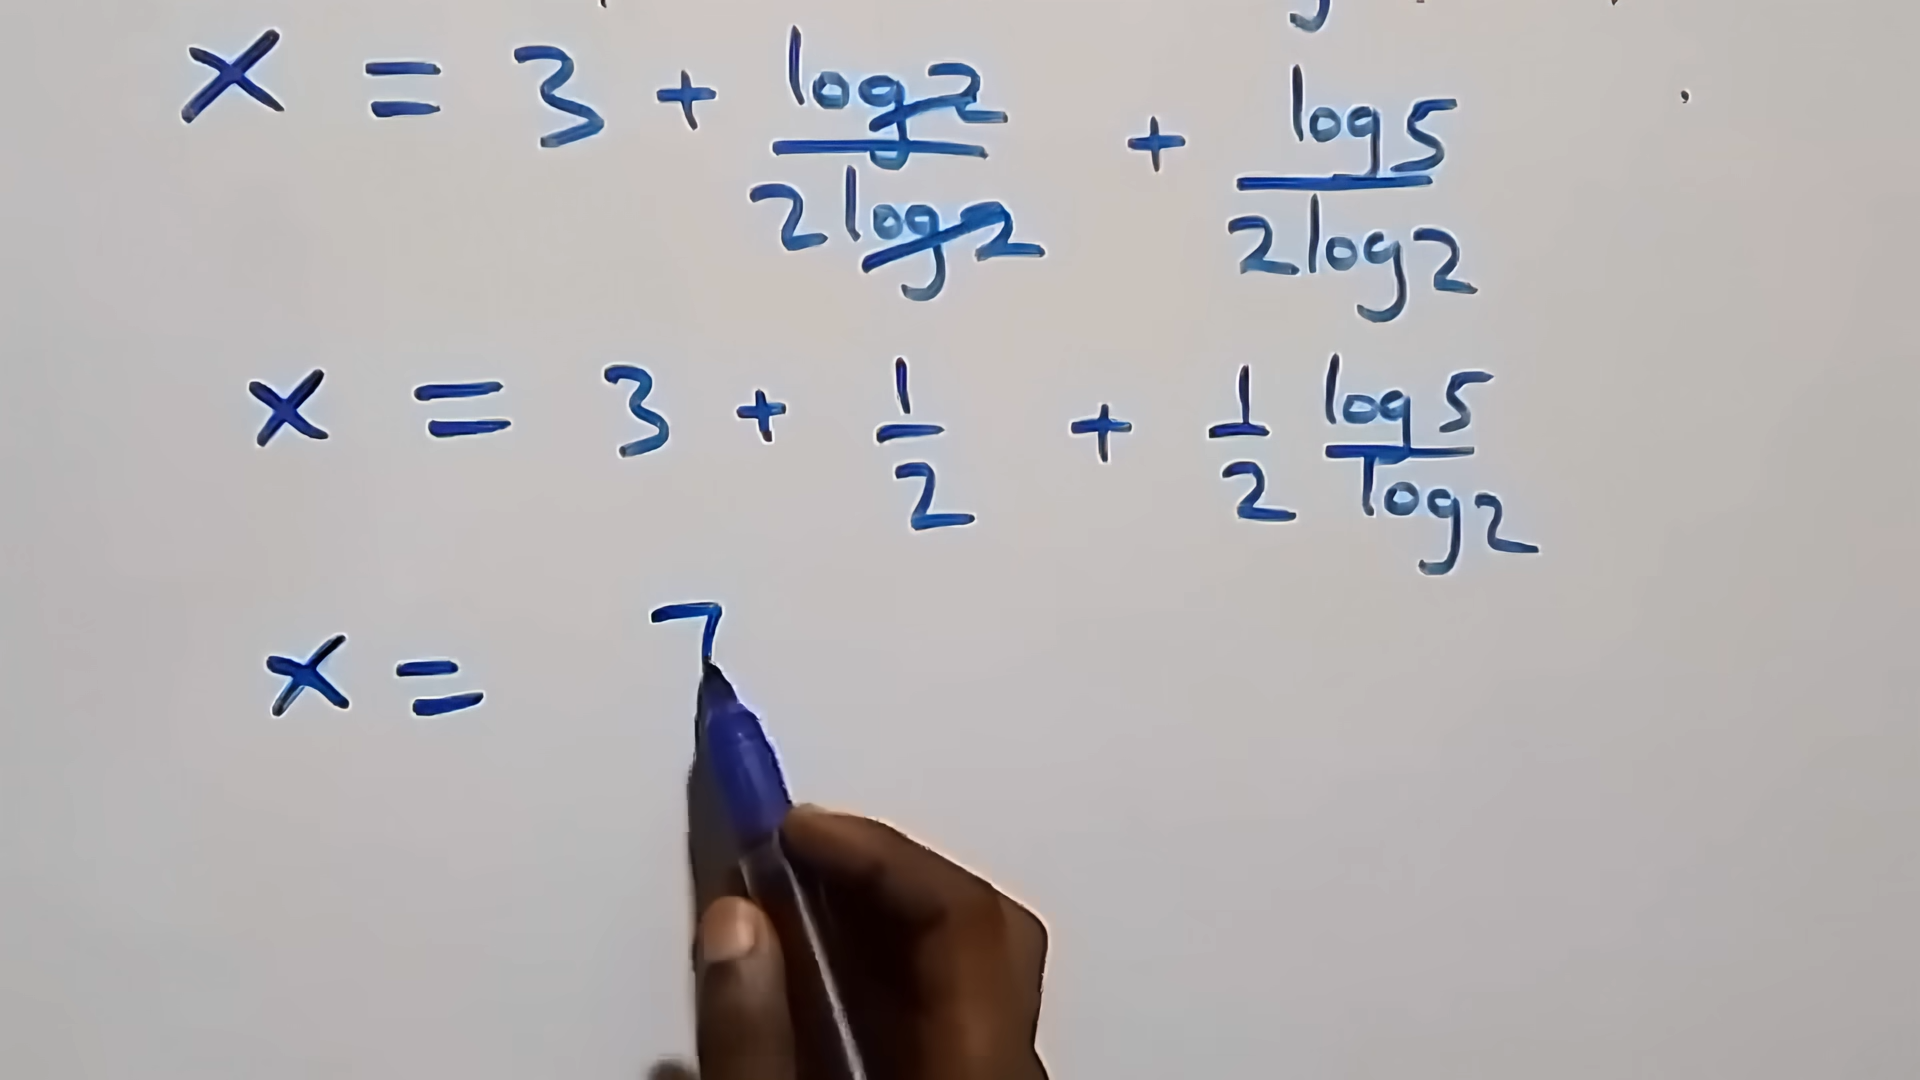 x = 3 + log2/2log2 + log5/2log2
x = 3 + 1/2 + 1/2 log5/log2
x = 7